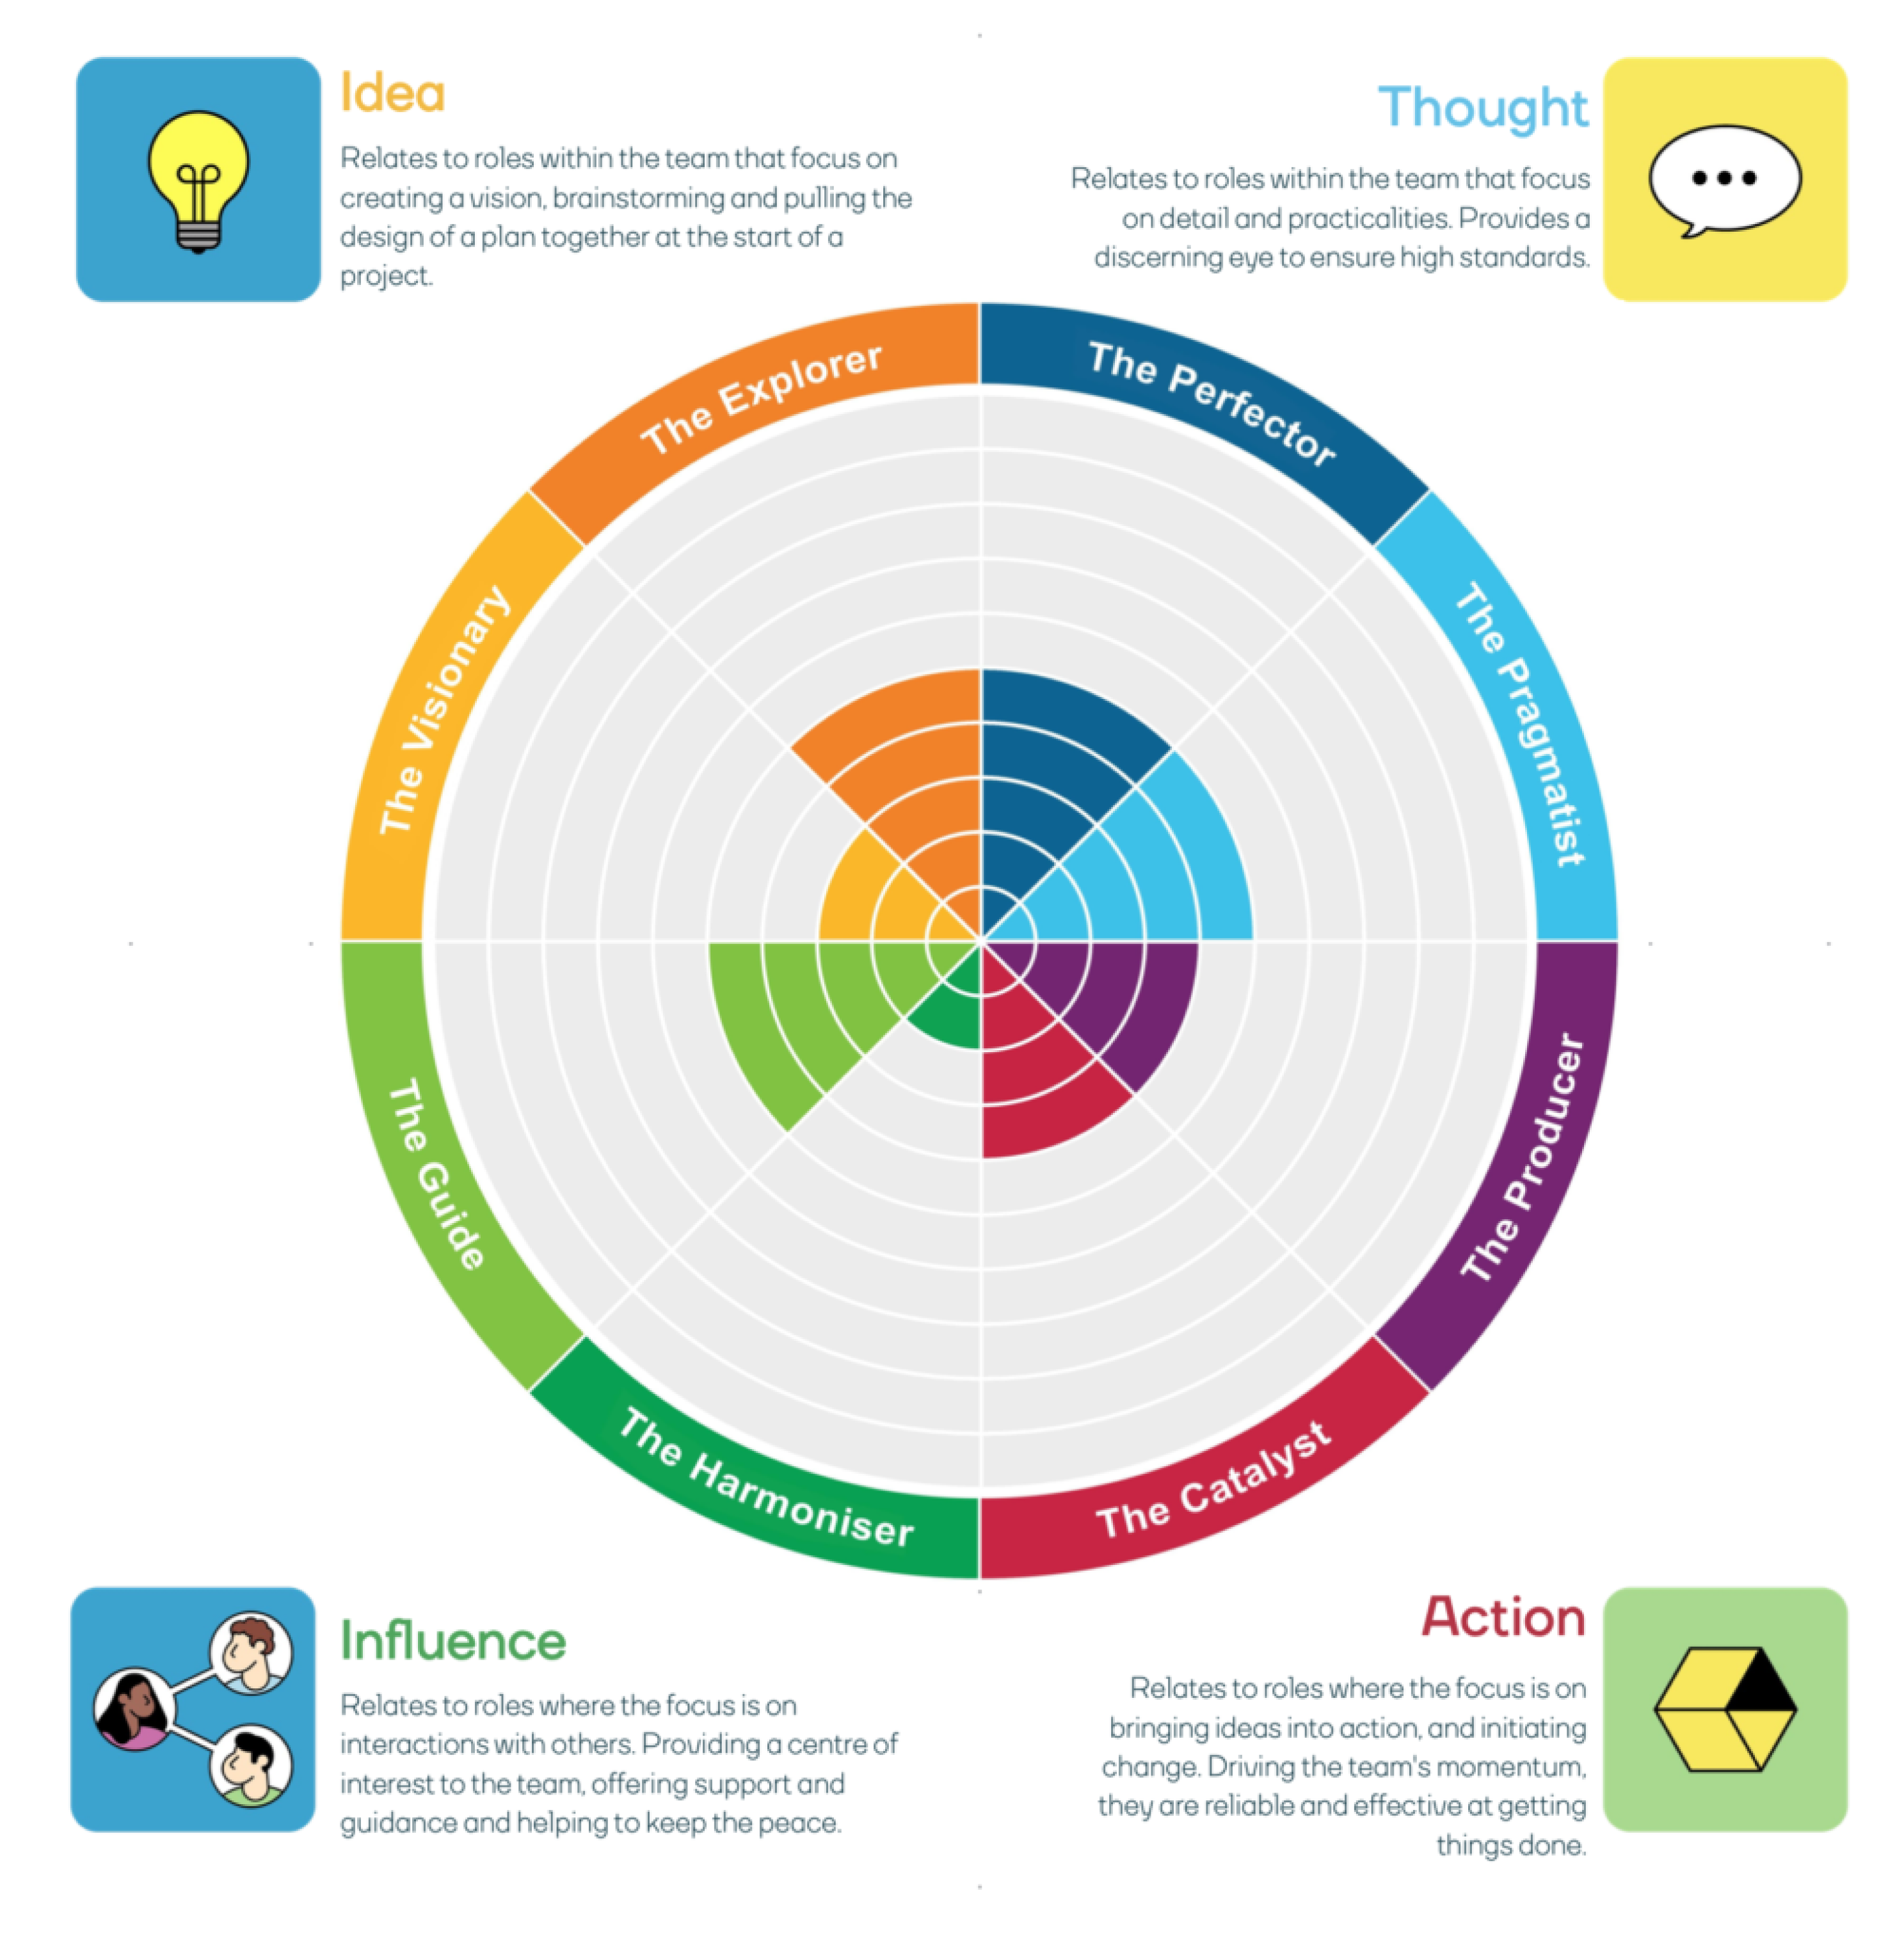 Idea
Relates to roles within the team that focus on
creating a vision, brainstorming and pulling the
design of a plan together at the start of a
project.
Thought
Relates to roles within the team that focus
on detail and practicalities. Provides a
discerning eye to ensure high standards.
The Explorer
The Perfector
The Visionary
The Pragmatist
The Guide
The Producer
The Harmoniser
The Catalyst
Influence
Relates to roles where the focus is on
interactions with others. Providing a centre of
interest to the team, offering support and
guidance and helping to keep the peace.
Action
Relates to roles where the focus is on
bringing ideas into action, and initiating
change. Driving the team's momentum,
they are reliable and effective at getting
things done.